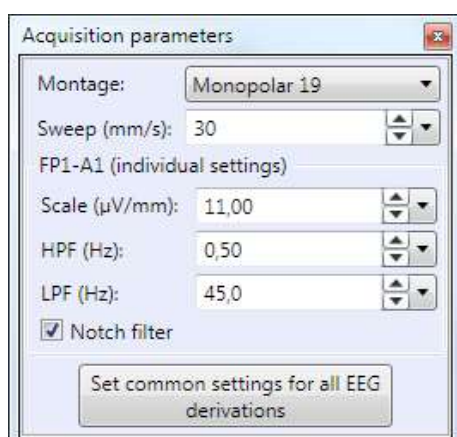 Acquisition parameters
Montage: Monopolar 19
Sweep (mm/s): 30
FP1-A1 (individual settings)
Scale (μV/mm): 11,00
HPF (Hz): 0,50
LPF (Hz): 45,0
Notch filter
Set common settings for all EEG
derivations